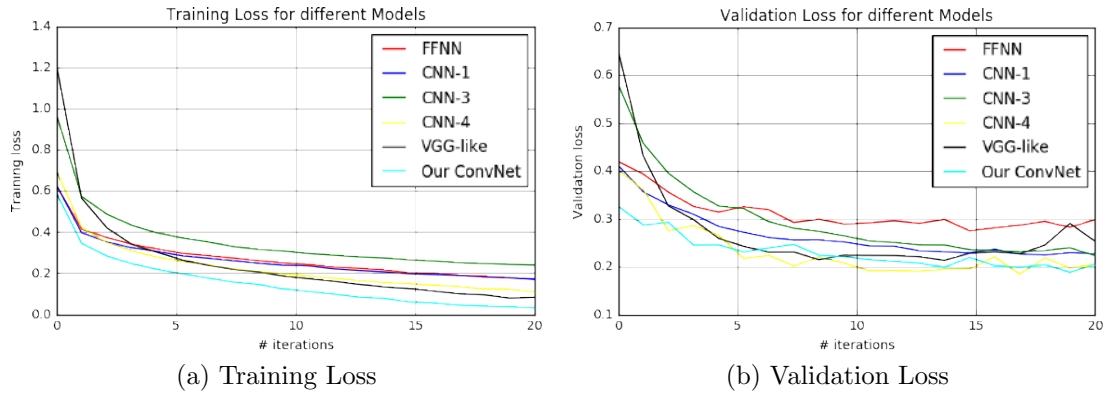 Training Loss for different Models
1.4
1.2
1.0
0.8
0.6
0.4
0.2
0.0
Training loss
0
5
10
15
20
# iterations
FFNN
CNN-1
CNN-3
CNN-4
VGG-like
Our ConvNet
(a) Training Loss
Validation Loss for different Models
0.7
0.6
0.5
0.4
0.3
0.2
0.1
Validation loss
0
5
10
15
20
# iterations
FFNN
CNN-1
CNN-3
CNN-4
VGG-like
Our ConvNet
(b) Validation Loss